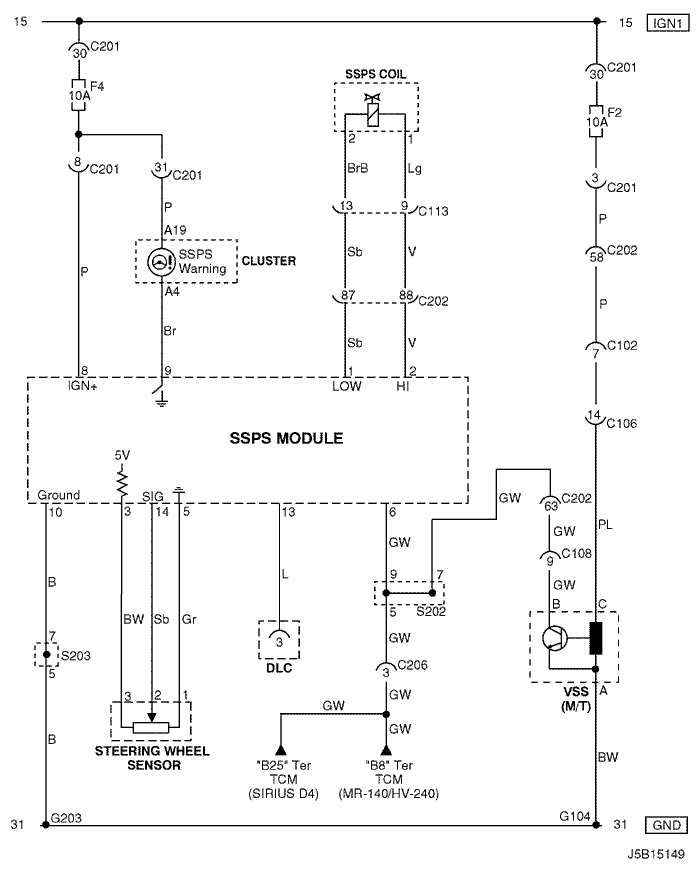 15
15
IGN1
C201
30
F4
10A
8
C201
31
C201
P
A19
SSPS
Warning
CLUSTER
A4
P
Br
SSPS COIL
2
1
BrB
Lg
13
9
C113
Sb
V
87
88
C202
Sb
V
C201
30
F2
10A
3
C201
P
C202
58
P
C102
7
14
C106
8
9
1
2
IGN+
LOW
HI
SSPS MODULE
5V
Ground
SIG
10
3
14
5
13
6
GW
C202
63
GW
PL
GW
C108
9
GW
B
L
9
7
5
S202
B
C
BW
Sb
Gr
7
S203
5
3
DLC
GW
C206
3
GW
VSS
(M/T)
A
3
2
1
STEERING WHEEL
SENSOR
B
GW
GW
BW
"B25" Ter
TCM
(SIRIUS D4)
"B8" Ter
TCM
(MR-140/HV-240)
31
G203
G104
31
GND
J5B15149